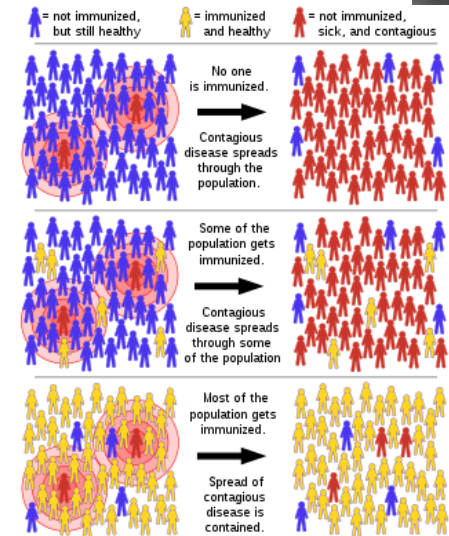 = not immunized,
but still healthy
= immunized
and healthy
= not immunized,
sick, and contagious
No one
is immunized.
Contagious
disease spreads
through the
population.
Some of the
population gets
immunized.
Contagious
disease spreads
through some
of the population
Most of the
population gets
immunized.
Spread of
contagious
disease is
contained.